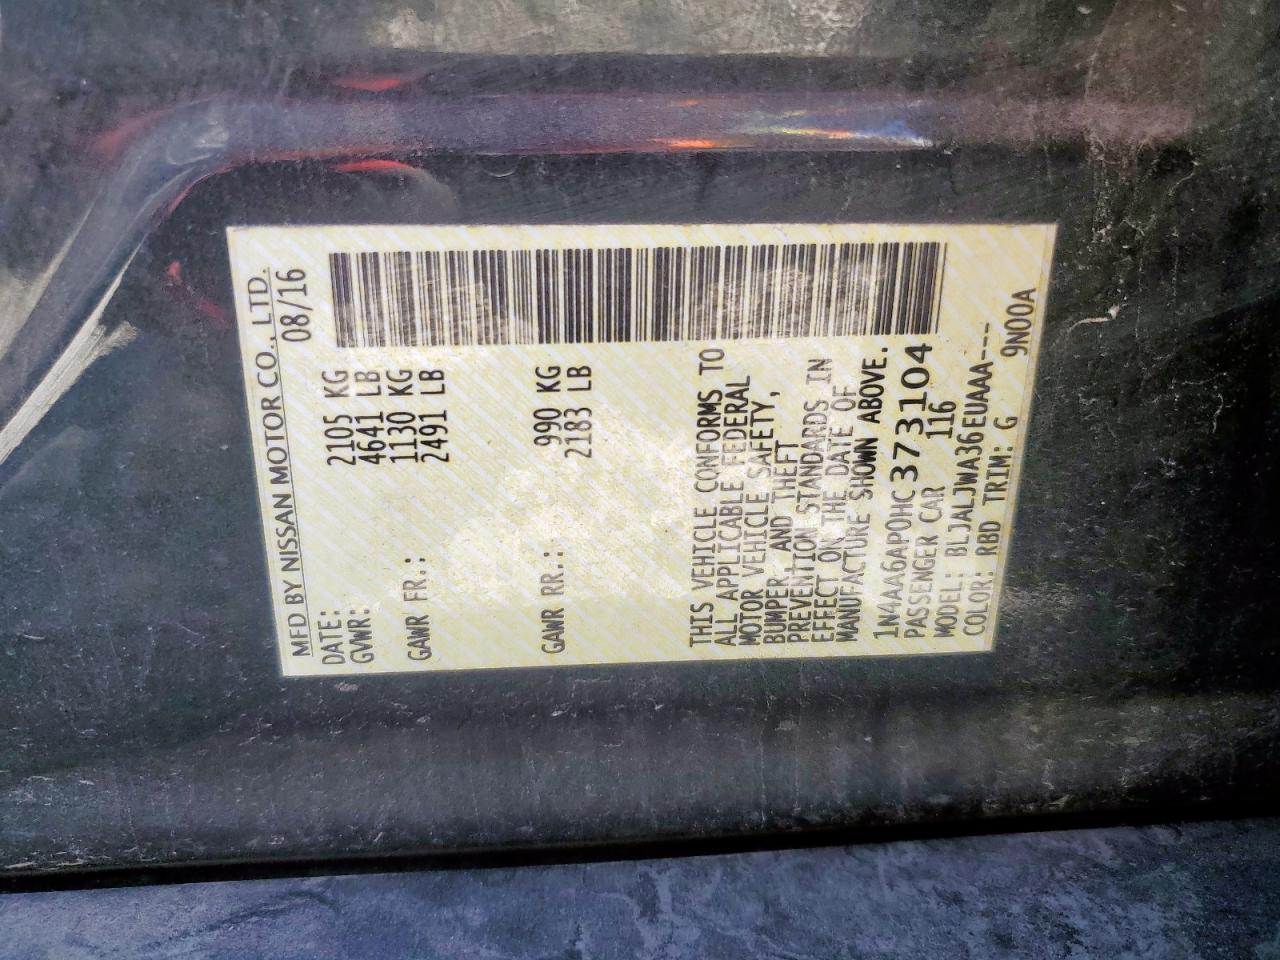 MFD BY NISSAN MOTOR CO., LTD.
DATE: 08/16
GVWR: 2105 KG
4641 LB
GAWR FR.: 1130 KG
2491 LB
GAWR RR.: 990 KG
2183 LB
THIS VEHICLE CONFORMS TO
ALL APPLICABLE FEDERAL
MOTOR VEHICLE SAFETY,
BUMPER, AND THEFT
PREVENTION STANDARDS IN
EFFECT ON THE DATE OF
MANUFACTURE SHOWN ABOVE.
1N4AA6AP0HC373104
PASSENGER CAR 116
MODEL: BLJALJWA36EUAAA---
COLOR: RBD TRIM: G 9N00A